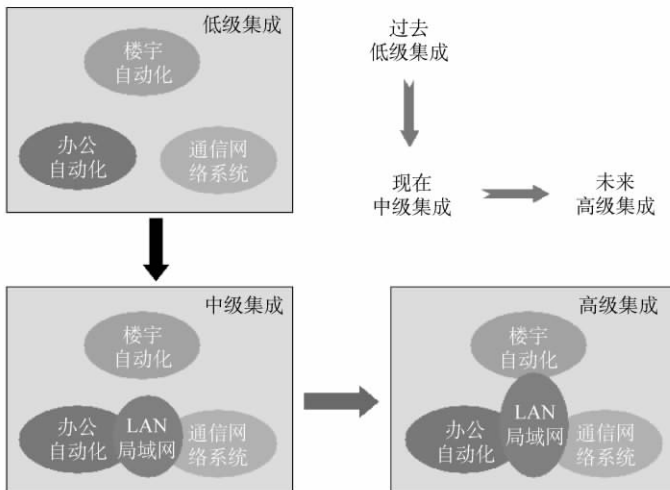 低级集成
楼宇
自动化
办公
自动化
通信网
络系统
过去
低级集成
现在
中级集成
未来
高级集成
中级集成
楼宇
自动化
办公
自动化
LAN
局域网
通信网
络系统
高级集成
楼宇
自动化
办公
自动化
LAN
局域网
通信网
络系统